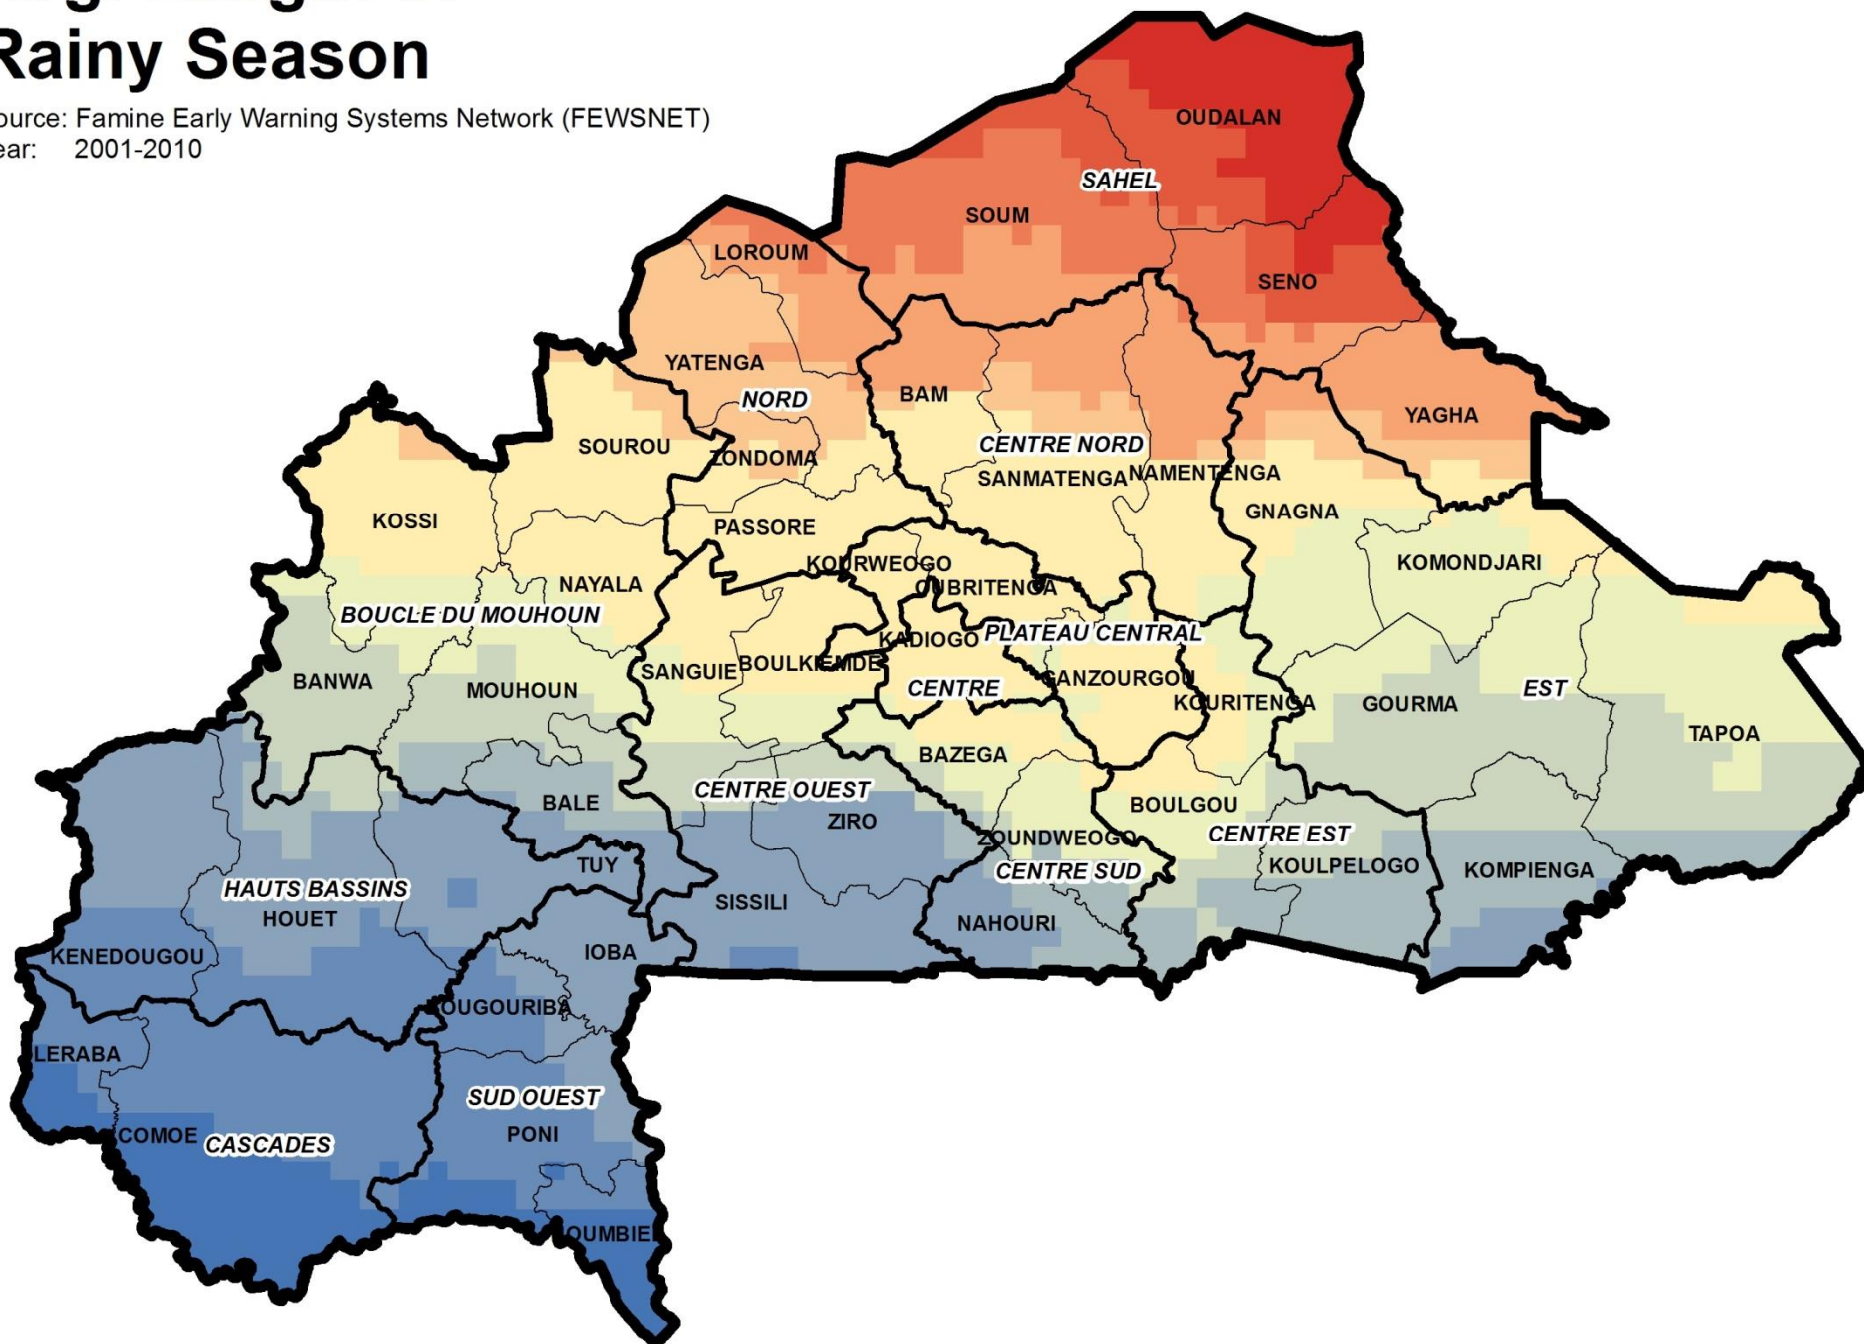 Rainy Season
ource: Famine Early Warning Systems Network (FEWSNET)
ear: 2001-2010
OUDALAN
SAHEL
SOUM
LOROUM
SENO
YATENGA
BAM
NORD
YAGHA
SOUROU
CENTRE NORD
ZONDOMA
SANMATENGA
NAMENTENGA
GNAGNA
KOSSI
PASSORE
KOURWEOGO
KOMONDJARI
NAYALA
OUBRITENGA
BOUCLE DU MOUHOUN
KADIOGO
PLATEAU CENTRAL
SANGUIE
BOULKIEMDE
GANZOURGOU
BANWA
MOUHOUN
CENTRE
EST
KOURITENGA
GOURMA
TAPOA
BAZEGA
CENTRE OUEST
BALE
BOULGOU
ZIRO
CENTRE EST
ZOUNDWEOGO
TUY
KOULPELOGO
CENTRE SUD
KOMPIENGA
HAUTS BASSINS
HOUET
SISSILI
NAHOURI
KENEDOUGOU
IOBA
OUGOURIBA
LERABA
SUD OUEST
COMOE
CASCADES
PONI
OUMBIE